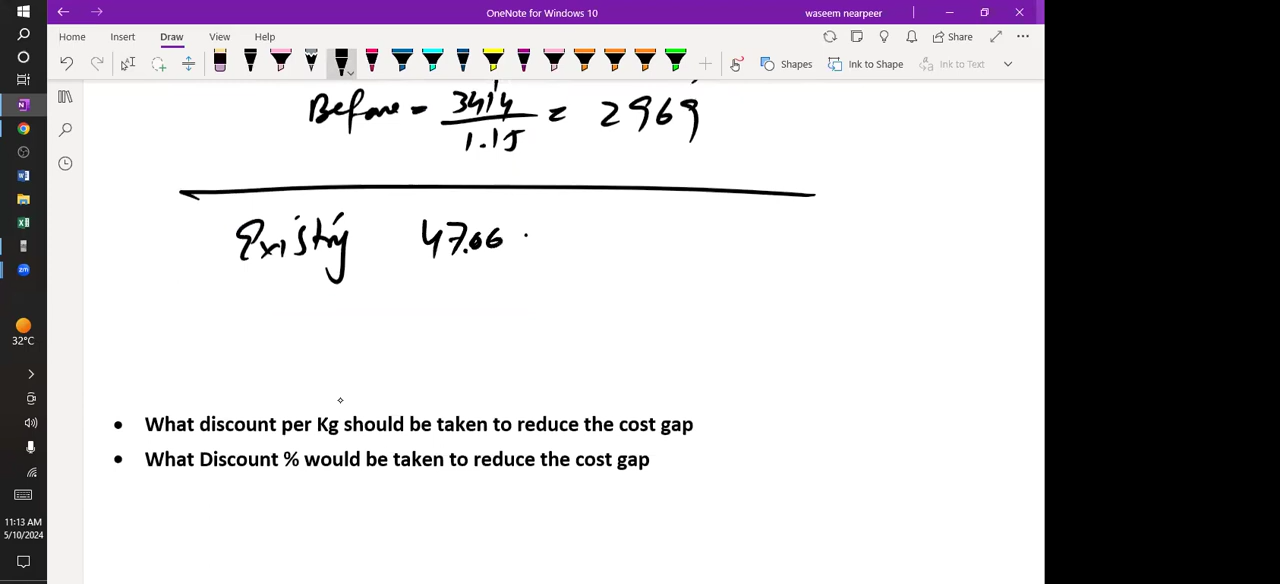 OneNote for Windows 10
waseem nearpeer
Home Insert Draw View Help
Share
Shapes Ink to Shape Ink to Text
Before = 3414 / 1.15 = 2969
Existing 47.06
32°C
• What discount per Kg should be taken to reduce the cost gap
• What Discount % would be taken to reduce the cost gap
11:13 AM
5/10/2024